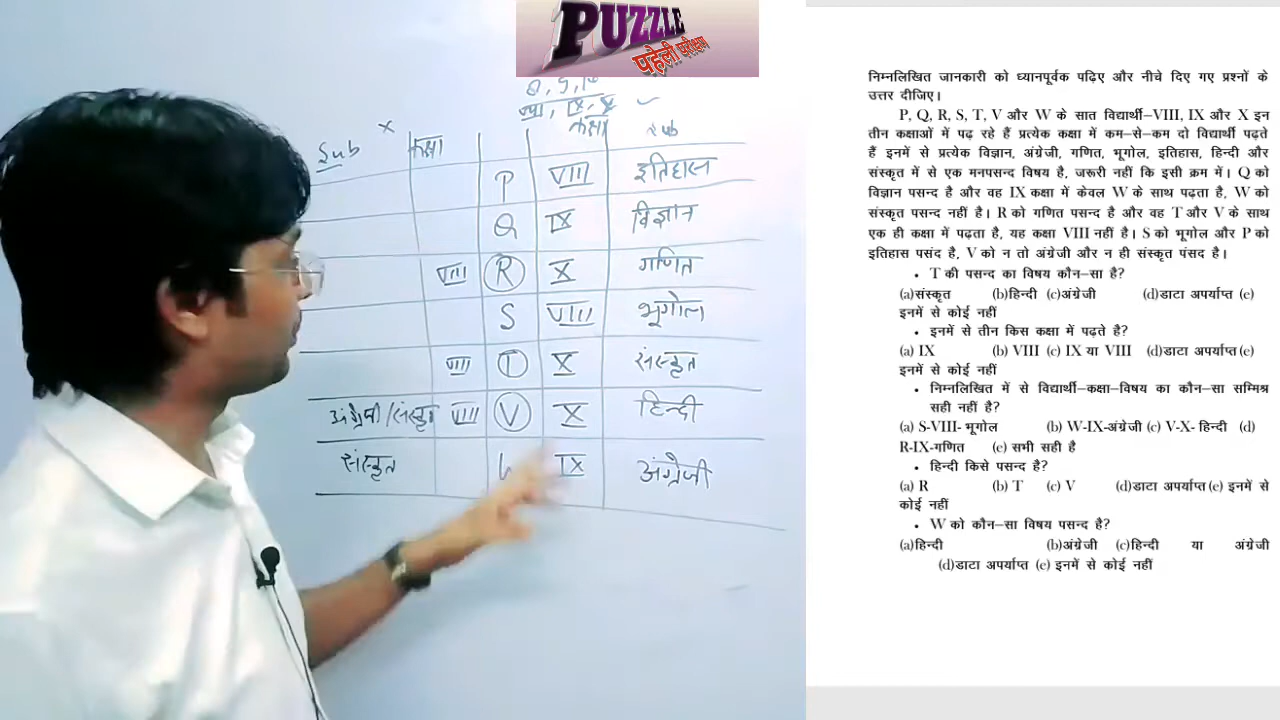 PUZZLE
पहेली परीक्षण
Q, S, P
VIII, IX, X
Sub × कक्षा कक्षा Sub
P VIII इतिहास
Q IX विज्ञान
VIII R X गणित
S VIII भूगोल
VIII T X संस्कृत
अंग्रेजी/संस्कृत VIII V X हिन्दी
संस्कृत W IX अंग्रेजी
निम्नलिखित जानकारी को ध्यानपूर्वक पढ़िए और नीचे दिए गए प्रश्नों के
उत्तर दीजिए।
P, Q, R, S, T, V और W के सात विद्यार्थी–VIII, IX और X इन
तीन कक्षाओं में पढ़ रहे हैं प्रत्येक कक्षा में कम–से–कम दो विद्यार्थी पढ़ते
हैं इनमें से प्रत्येक विज्ञान, अंग्रेजी, गणित, भूगोल, इतिहास, हिन्दी और
संस्कृत में से एक मनपसन्द विषय है, जरूरी नहीं कि इसी क्रम में। Q को
विज्ञान पसन्द है और वह IX कक्षा में केवल W के साथ पढ़ता है, W को
संस्कृत पसन्द नहीं है। R को गणित पसन्द है और वह T और V के साथ
एक ही कक्षा में पढ़ता है, यह कक्षा VIII नहीं है। S को भूगोल और P को
इतिहास पसंद है, V को न तो अंग्रेजी और न ही संस्कृत पंसद है।
• T की पसन्द का विषय कौन–सा है?
(a)संस्कृत (b)हिन्दी (c)अंग्रेजी (d)डाटा अपर्याप्त (e)
इनमें से कोई नहीं
• इनमें से तीन किस कक्षा में पढ़ते है?
(a) IX (b) VIII (c) IX या VIII (d)डाटा अपर्याप्त(e)
इनमें से कोई नहीं
• निम्नलिखित में से विद्यार्थी–कक्षा–विषय का कौन–सा सम्मिश्र
सही नहीं है?
(a) S-VIII- भूगोल (b) W-IX-अंग्रेजी (c) V-X- हिन्दी (d)
R-IX-गणित (e) सभी सही है
• हिन्दी किसे पसन्द है?
(a) R (b) T (c) V (d)डाटा अपर्याप्त(e) इनमें से
कोई नहीं
• W को कौन–सा विषय पसन्द है?
(a)हिन्दी (b)अंग्रेजी (c)हिन्दी या अंग्रेजी
(d)डाटा अपर्याप्त (e) इनमें से कोई नहीं